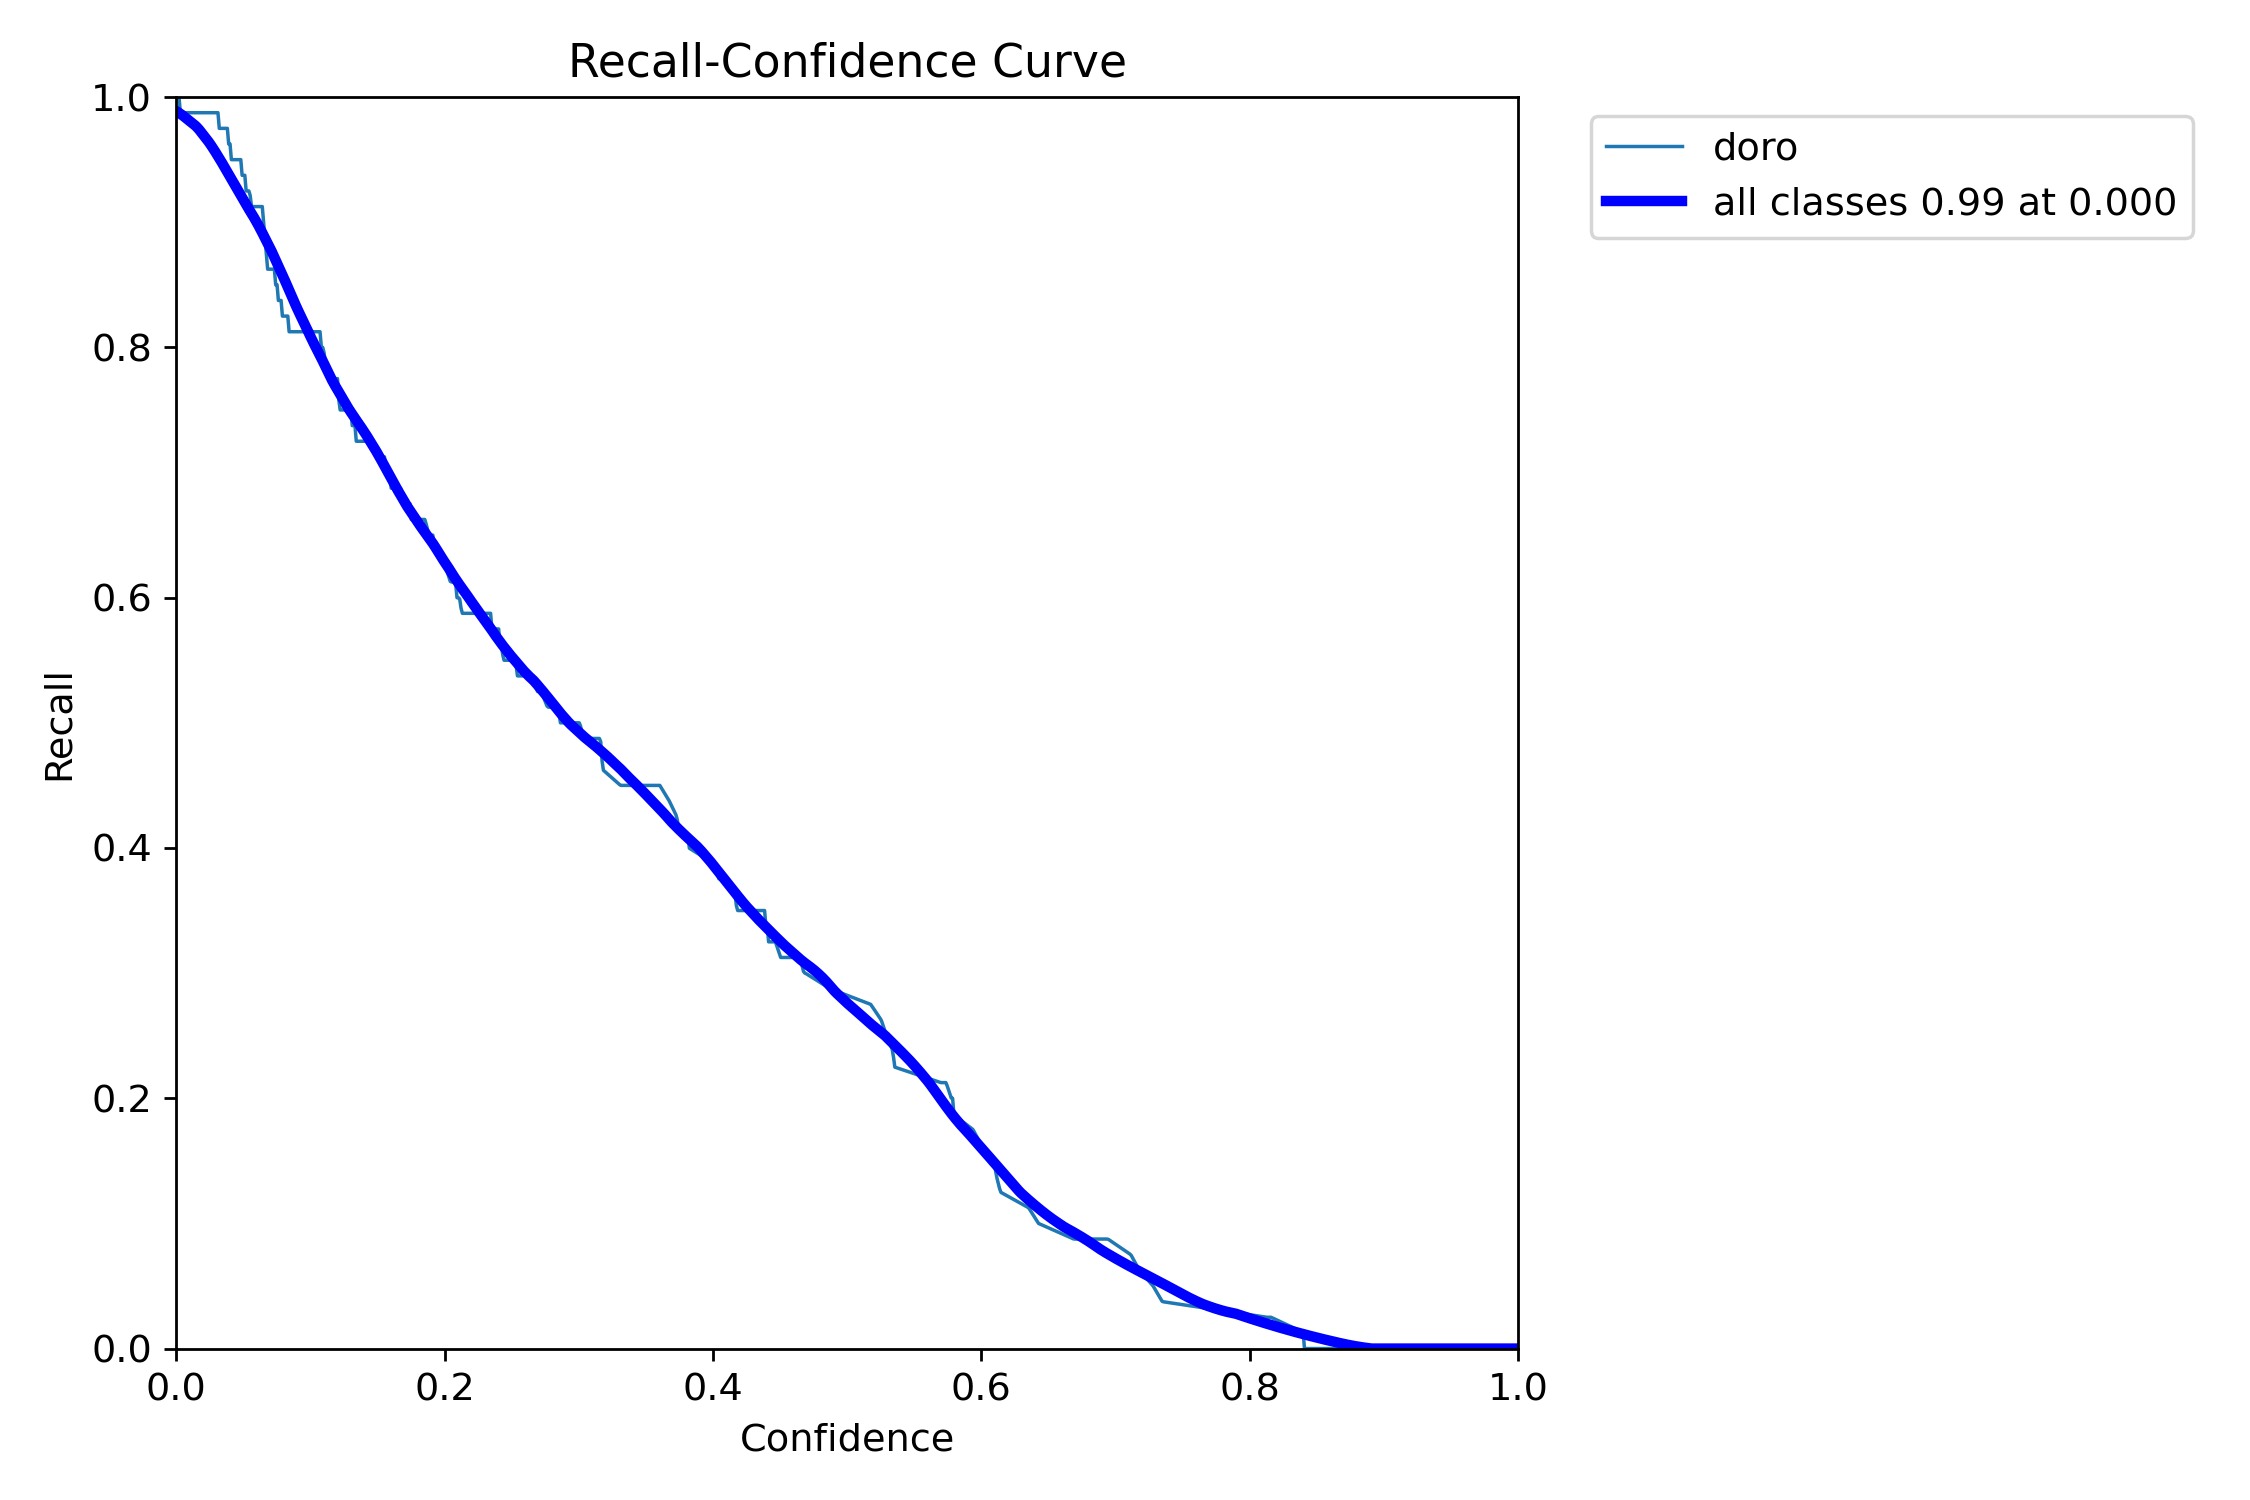 Recall-Confidence Curve
1.0
0.8
0.6
0.4
0.2
0.0
Recall
0.0 0.2 0.4 0.6 0.8 1.0
Confidence
doro
all classes 0.99 at 0.000